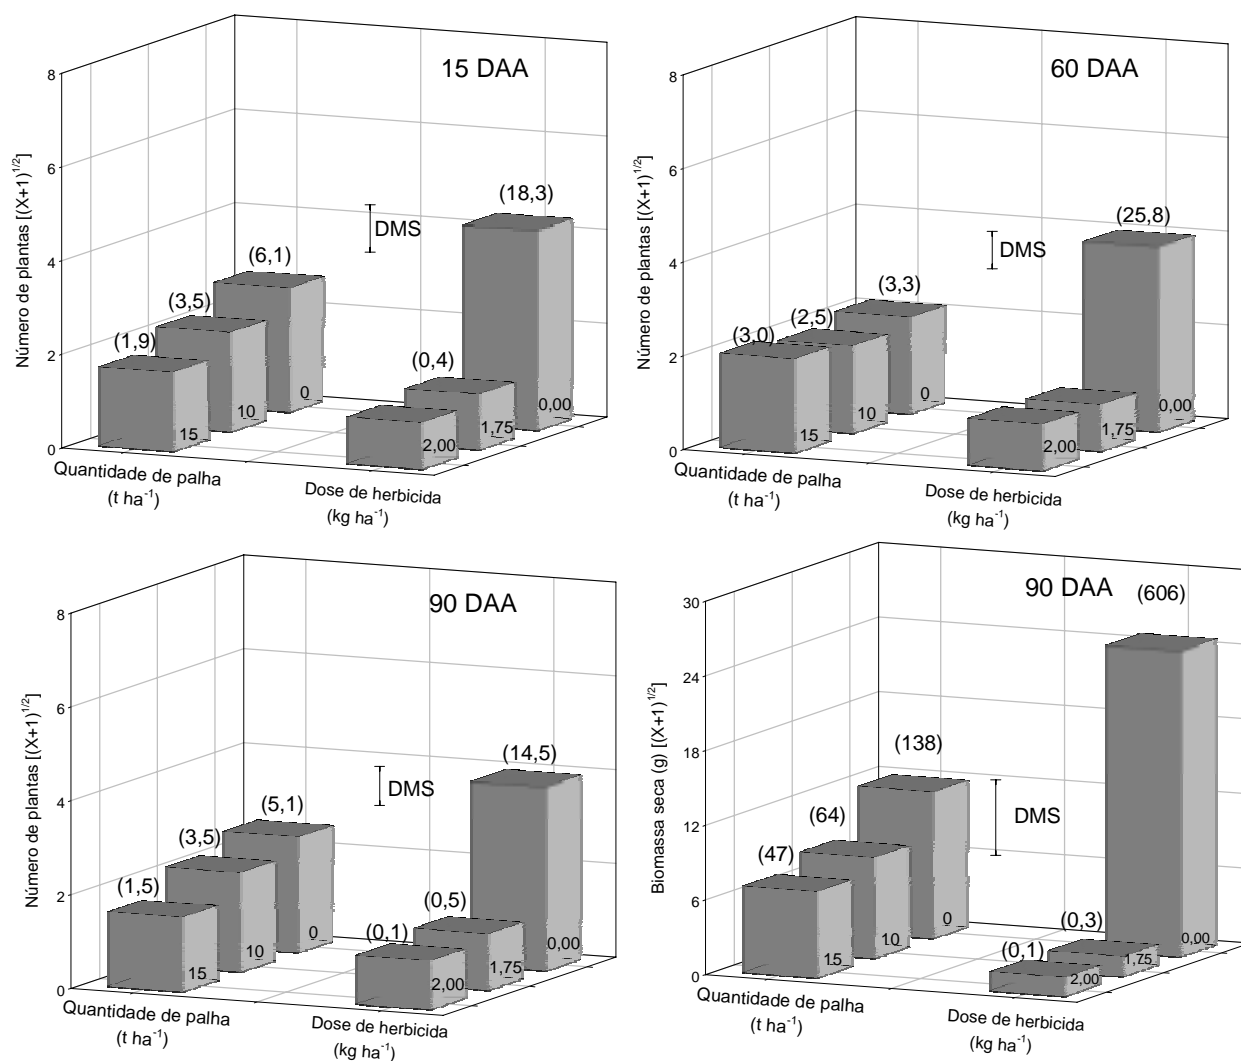 15 DAA
Número de plantas [(X+1)^1/2]
8
6
4
2
0
(1,9)
(3,5)
(6,1)
DMS
(0,4)
(18,3)
15
10
0
2,00
1,75
0,00
Quantidade de palha
(t ha^-1)
Dose de herbicida
(kg ha^-1)
60 DAA
Número de plantas [(X+1)^1/2]
8
6
4
2
0
(3,0)
(2,5)
(3,3)
DMS
(25,8)
15
10
0
2,00
1,75
0,00
Quantidade de palha
(t ha^-1)
Dose de herbicida
(kg ha^-1)
90 DAA
Número de plantas [(X+1)^1/2]
8
6
4
2
0
(1,5)
(3,5)
(5,1)
DMS
(0,1)
(0,5)
(14,5)
15
10
0
2,00
1,75
0,00
Quantidade de palha
(t ha^-1)
Dose de herbicida
(kg ha^-1)
90 DAA
Biomassa seca (g) [(X+1)^1/2]
30
24
18
12
6
0
(47)
(64)
(138)
DMS
(0,1)
(0,3)
(606)
15
10
0
2,00
1,75
0,00
Quantidade de palha
(t ha^-1)
Dose de herbicida
(kg ha^-1)